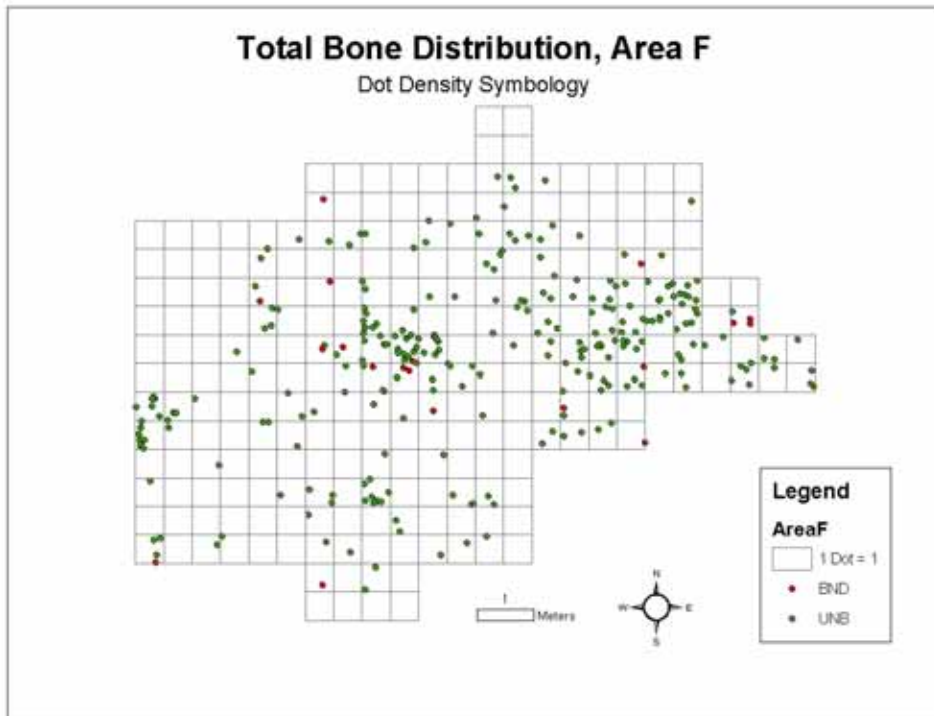 Total Bone Distribution, Area F
Dot Density Symbology
Legend
AreaF
1 Dot = 1
BND
UNB
1
Meters
N
W E
S